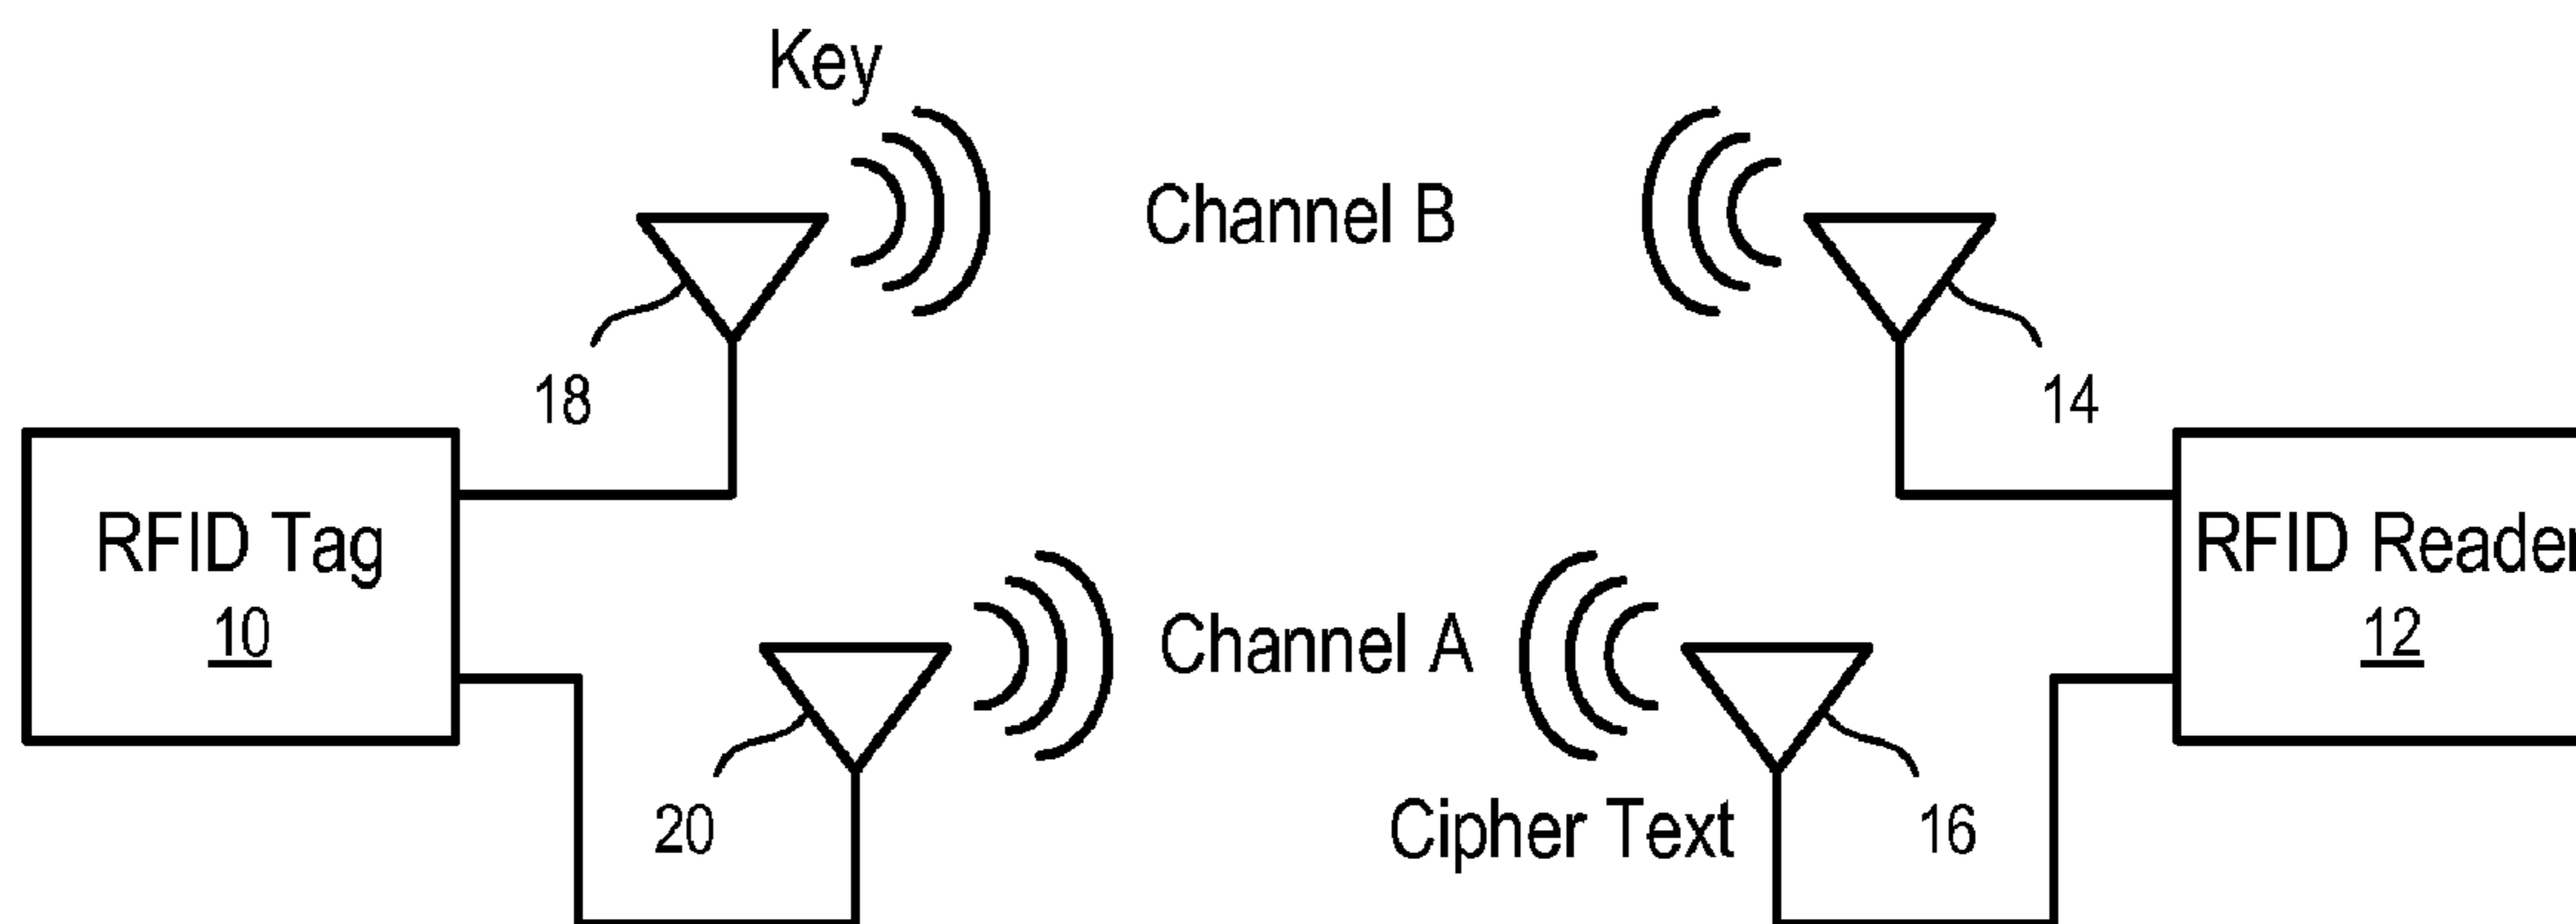 Key
Channel B
18
14
RFID Tag
10
RFID Reader
12
Channel A
20
Cipher Text
16